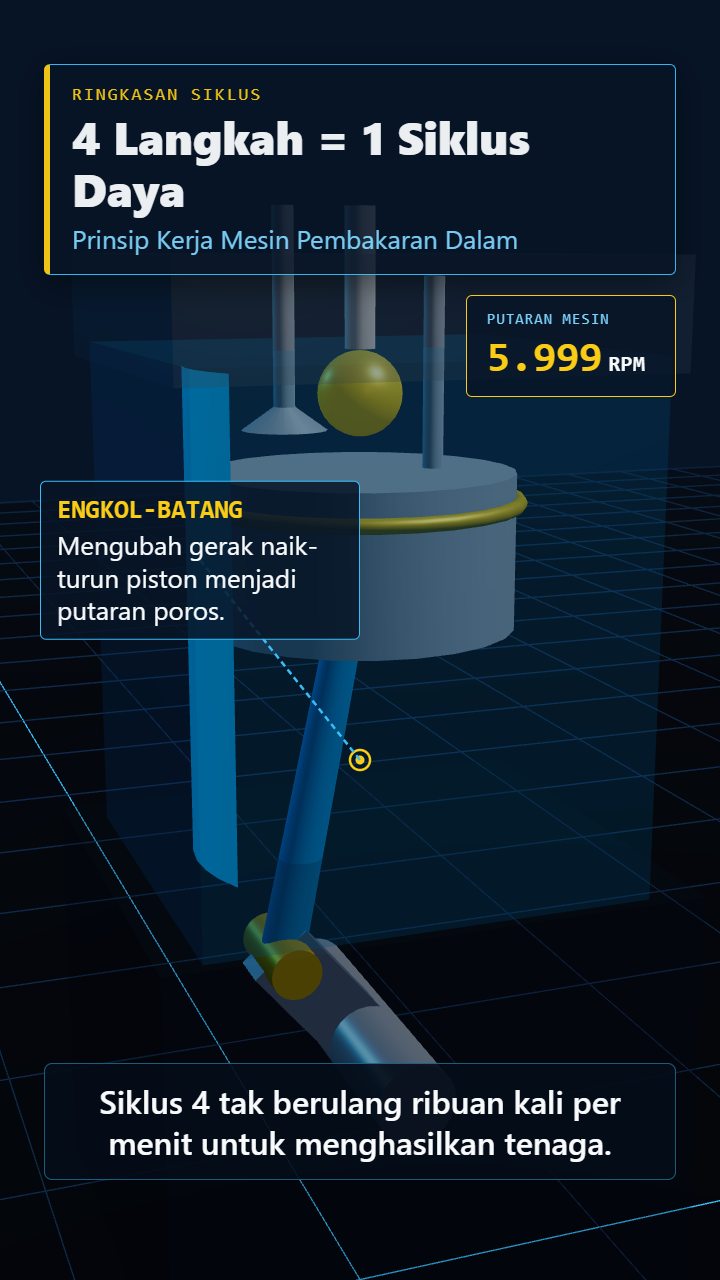 RINGKASAN SIKLUS
4 Langkah = 1 Siklus
Daya
Prinsip Kerja Mesin Pembakaran Dalam
PUTARAN MESIN
5.999 RPM
ENGKOL-BATANG
Mengubah gerak naik-
turun piston menjadi
putaran poros.
Siklus 4 tak berulang ribuan kali per
menit untuk menghasilkan tenaga.